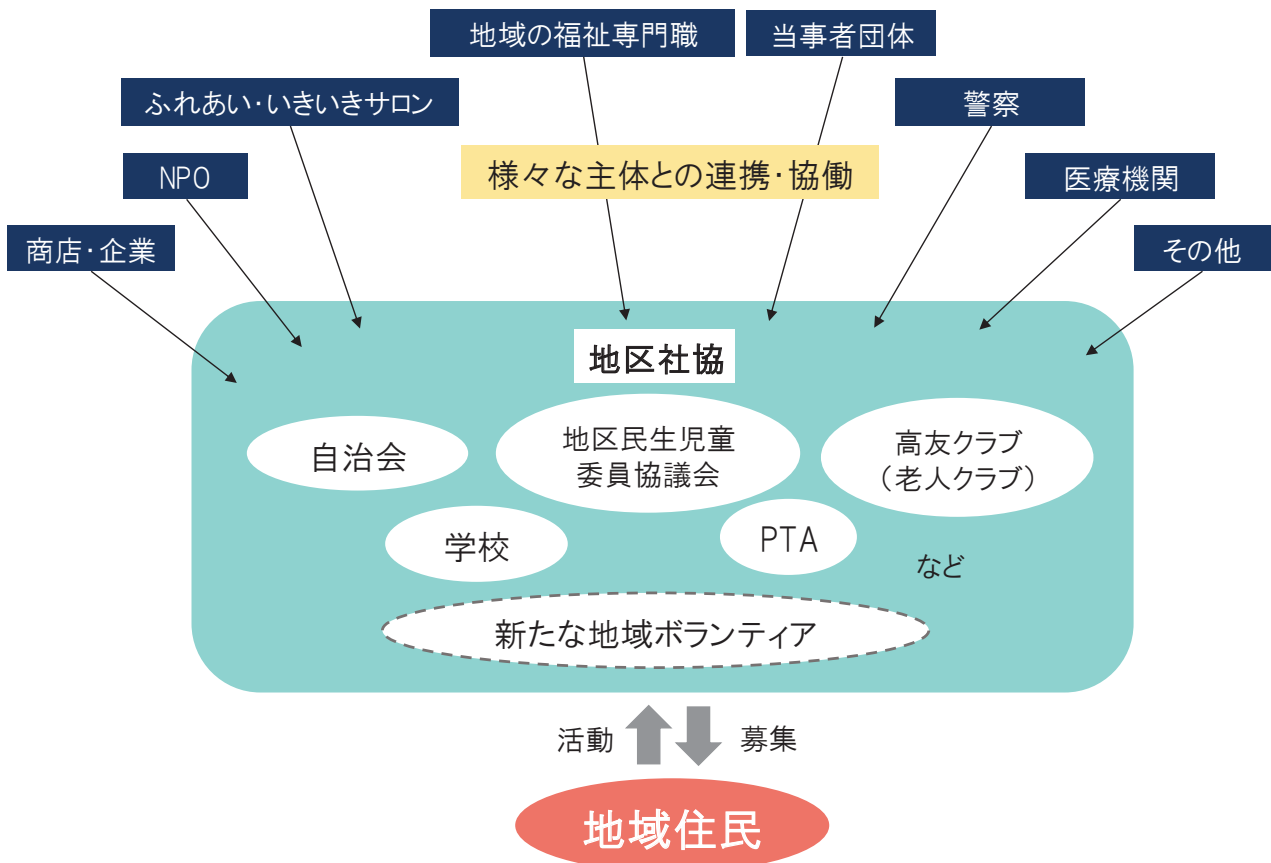 地域の福祉専門職
当事者団体
ふれあい・いきいきサロン
警察
NPO
様々な主体との連携・協働
医療機関
商店・企業
その他
地区社協
自治会
地区民生児童
委員協議会
高友クラブ
（老人クラブ）
学校
PTA
など
新たな地域ボランティア
活動
募集
地域住民